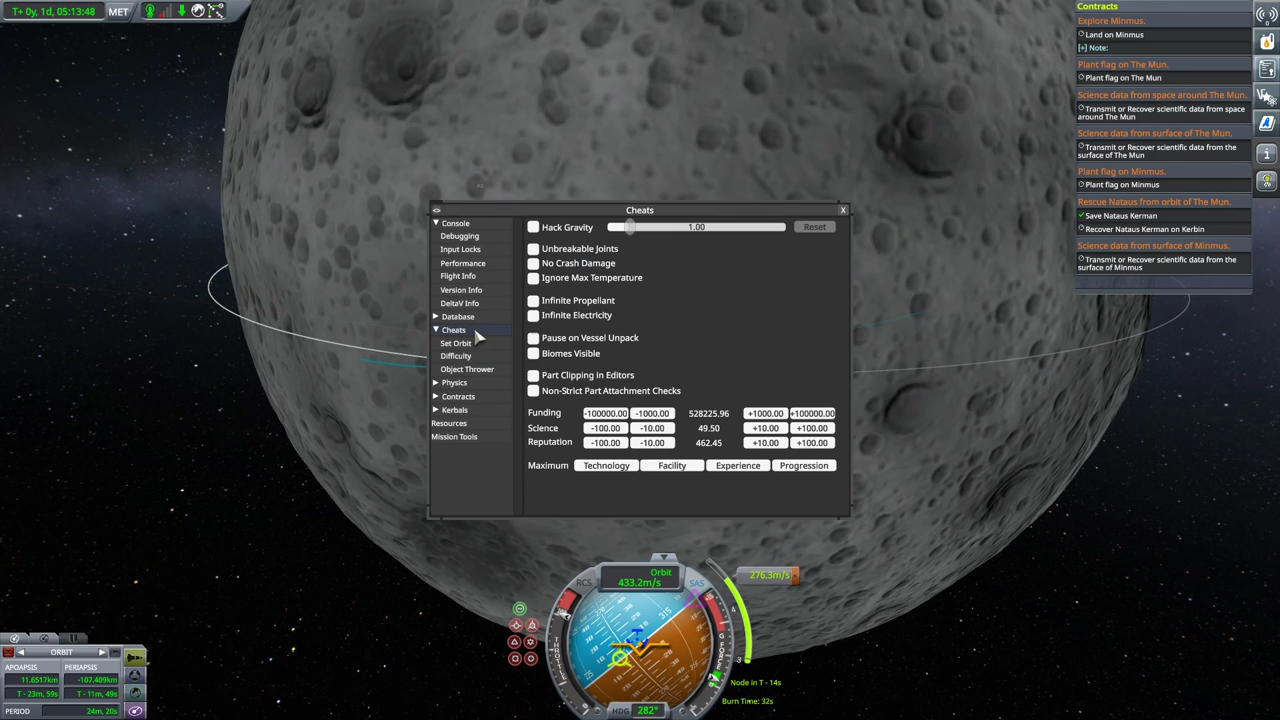 T+ 0y, 1d, 05:13:48 MET
Contracts
Explore Minmus.
Land on Minmus
[+] Note:
Plant flag on The Mun.
Plant flag on The Mun
Science data from space around The Mun.
Transmit or Recover scientific data from space
around The Mun
Science data from surface of The Mun.
Transmit or Recover scientific data from the
surface of The Mun
Plant flag on Minmus.
Plant flag on Minmus
Rescue Nataus from orbit of The Mun.
Save Nataus Kerman
Recover Nataus Kerman on Kerbin
Science data from surface of Minmus.
Transmit or Recover scientific data from the
surface of Minmus
Cheats
X
Console
Debugging
Input Locks
Performance
Flight Info
Version Info
DeltaV Info
Database
Cheats
Set Orbit
Difficulty
Object Thrower
Physics
Contracts
Kerbals
Resources
Mission Tools
Hack Gravity 1.00 Reset
Unbreakable Joints
No Crash Damage
Ignore Max Temperature
Infinite Propellant
Infinite Electricity
Pause on Vessel Unpack
Biomes Visible
Part Clipping in Editors
Non-Strict Part Attachment Checks
Funding -100000.00 -1000.00 528225.96 +1000.00 +100000.00
Science -100.00 -10.00 49.50 +10.00 +100.00
Reputation -100.00 -10.00 462.45 +10.00 +100.00
Maximum Technology Facility Experience Progression
Orbit
433.2m/s
RCS
SAS
276.3m/s
THROTTLE
G FORCE
315
Node in T - 14s
Burn Time: 32s
HDG 282°
ORBIT
APOAPSIS PERIAPSIS
11.6517km -107.409km
T - 23m, 59s T - 11m, 49s
PERIOD 24m, 20s